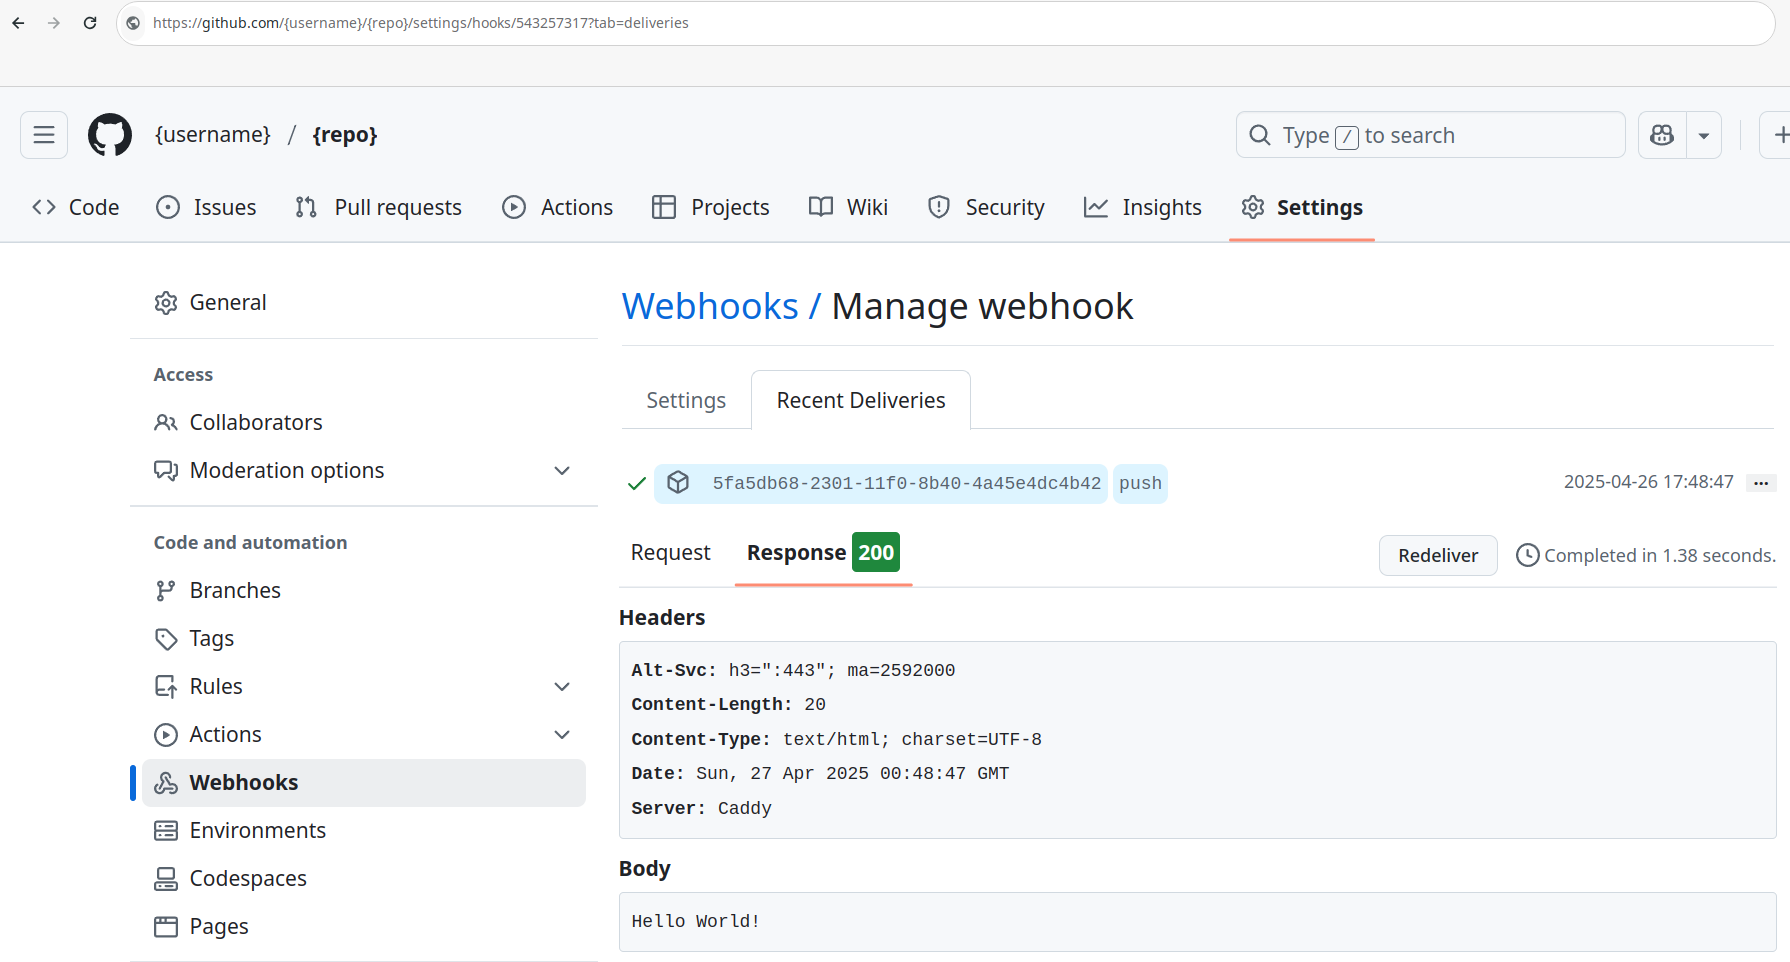 https://github.com/{username}/{repo}/settings/hooks/543257317?tab=deliveries
{username} / {repo}
Type / to search
Code Issues Pull requests Actions Projects Wiki Security Insights Settings
General
Access
Collaborators
Moderation options
Code and automation
Branches
Tags
Rules
Actions
Webhooks
Environments
Codespaces
Pages
Webhooks / Manage webhook
Settings Recent Deliveries
5fa5db68-2301-11f0-8b40-4a45e4dc4b42 push 2025-04-26 17:48:47 ...
Request Response 200 Redeliver Completed in 1.38 seconds.
Headers
Alt-Svc: h3=":443"; ma=2592000
Content-Length: 20
Content-Type: text/html; charset=UTF-8
Date: Sun, 27 Apr 2025 00:48:47 GMT
Server: Caddy
Body
Hello World!